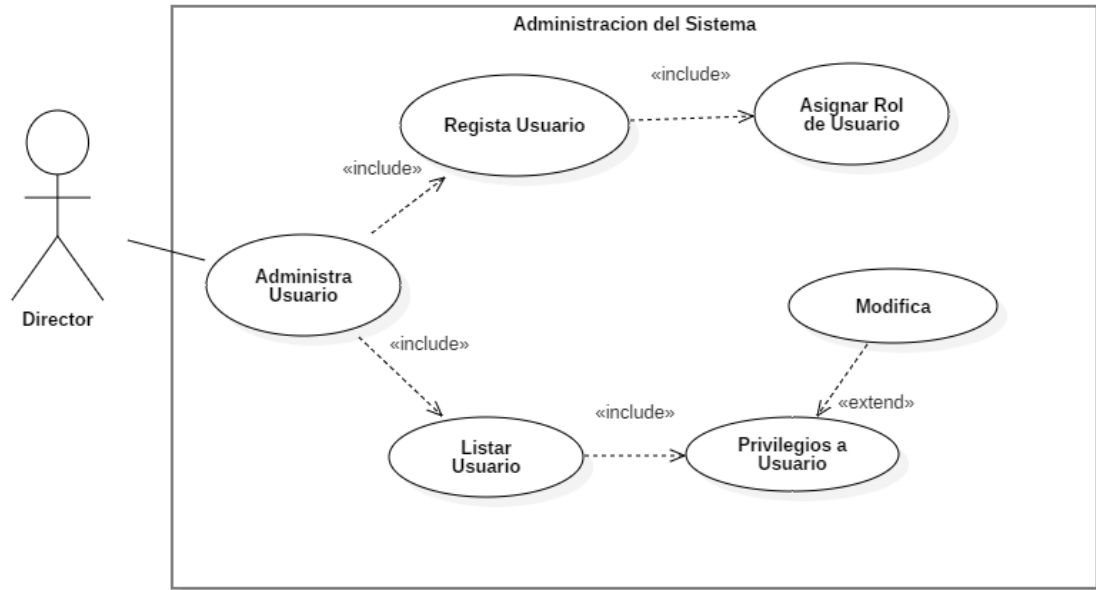 Administracion del Sistema
«include»
Regista Usuario
Asignar Rol
de Usuario
«include»
Administra
Usuario
Director
Modifica
«include»
«extend»
«include»
Listar
Usuario
Privilegios a
Usuario